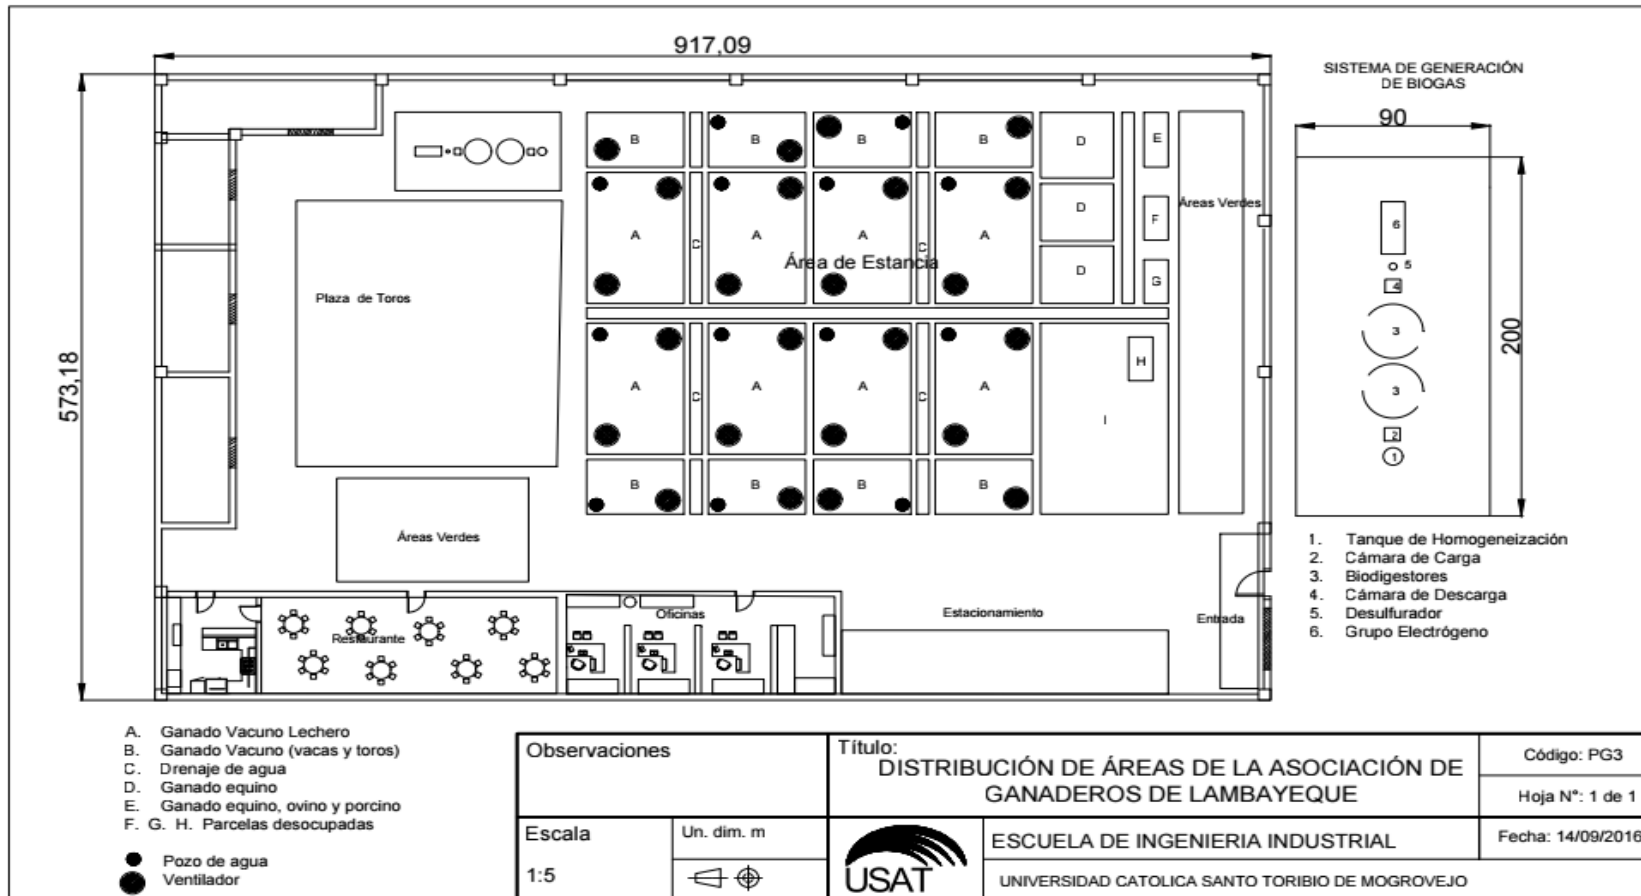 917,09
573,18
SISTEMA DE GENERACIÓN
DE BIOGAS
90
200
B
B
B
B
D
E
A
C
A
A
C
A
D
F
Áreas Verdes
Área de Estancia
D
G
Plaza de Toros
A
C
A
A
C
A
H
I
B
B
B
B
Áreas Verdes
Restaurante
Oficinas
Estacionamiento
Entrada
6
5
4
3
3
2
1
1. Tanque de Homogeneización
2. Cámara de Carga
3. Biodigestores
4. Cámara de Descarga
5. Desulfurador
6. Grupo Electrógeno
A. Ganado Vacuno Lechero
B. Ganado Vacuno (vacas y toros)
C. Drenaje de agua
D. Ganado equino
E. Ganado equino, ovino y porcino
F. G. H. Parcelas desocupadas
Pozo de agua
Ventilador
Observaciones
Escala
1:5
Un. dim. m
Título:
DISTRIBUCIÓN DE ÁREAS DE LA ASOCIACIÓN DE
GANADEROS DE LAMBAYEQUE
Código: PG3
Hoja N°: 1 de 1
USAT
ESCUELA DE INGENIERIA INDUSTRIAL
Fecha: 14/09/2016
UNIVERSIDAD CATOLICA SANTO TORIBIO DE MOGROVEJO